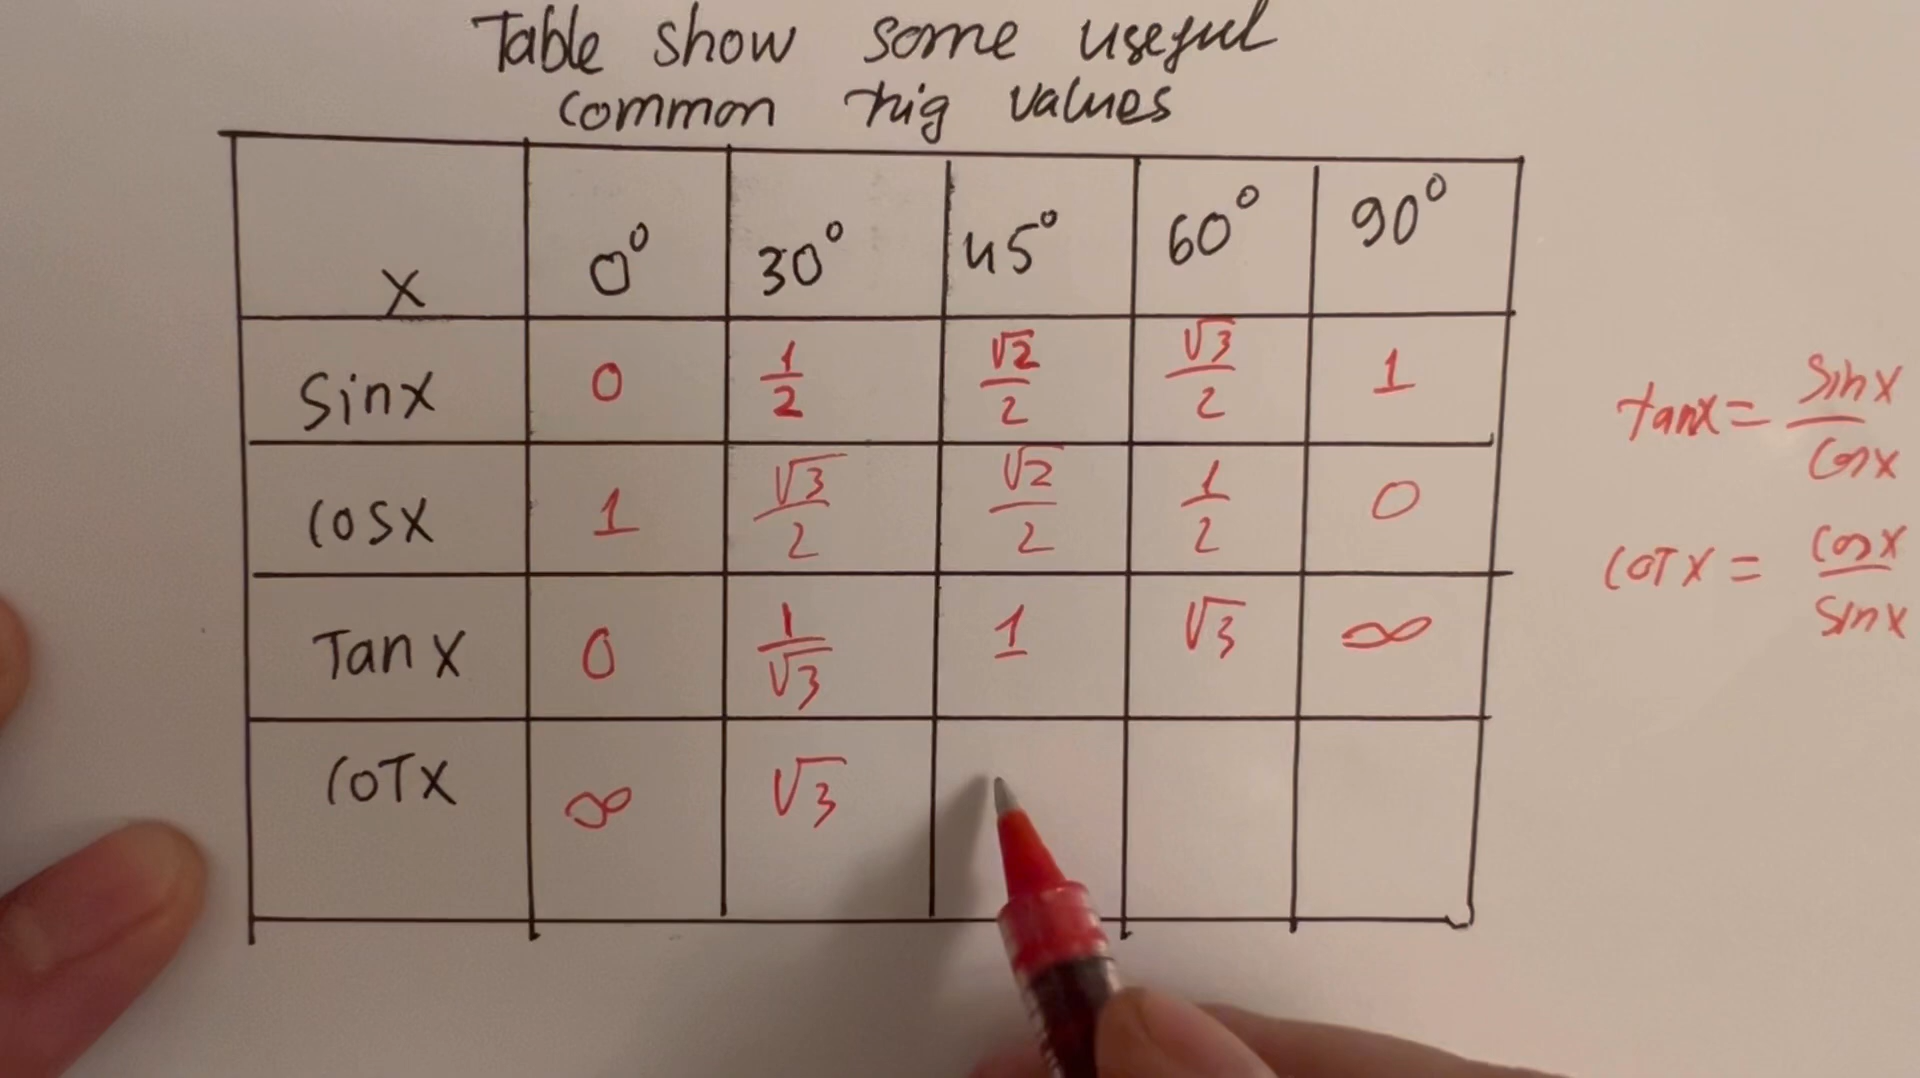 Table show some useful
common trig values
x 0° 30° 45° 60° 90°
Sinx 0 1/2 √2/2 √3/2 1
cosx 1 √3/2 √2/2 1/2 0
Tanx 0 1/√3 1 √3 ∞
COTX ∞ √3
tanx = Sinx/Cosx
COTX = Cosx/Sinx